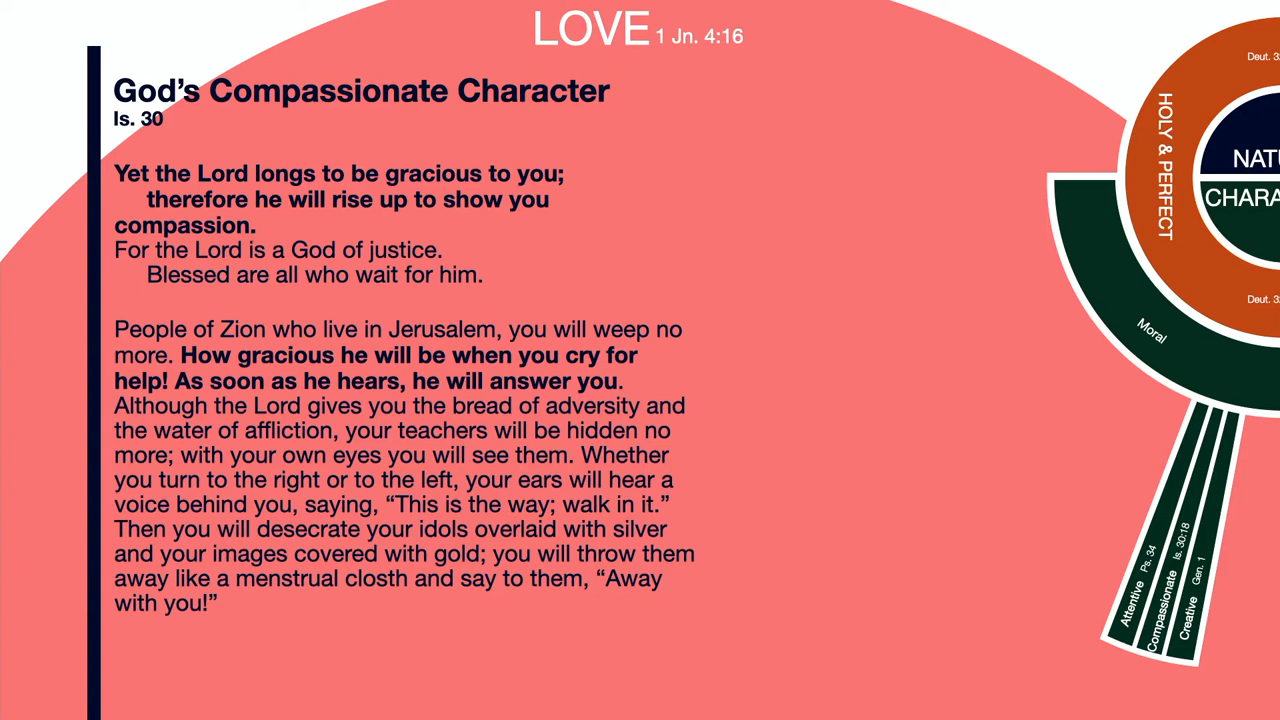 LOVE 1 Jn. 4:16
God’s Compassionate Character
Is. 30
Yet the Lord longs to be gracious to you;
therefore he will rise up to show you
compassion.
For the Lord is a God of justice.
Blessed are all who wait for him.
People of Zion who live in Jerusalem, you will weep no
more. How gracious he will be when you cry for
help! As soon as he hears, he will answer you.
Although the Lord gives you the bread of adversity and
the water of affliction, your teachers will be hidden no
more; with your own eyes you will see them. Whether
you turn to the right or to the left, your ears will hear a
voice behind you, saying, “This is the way; walk in it.”
Then you will desecrate your idols overlaid with silver
and your images covered with gold; you will throw them
away like a menstrual closth and say to them, “Away
with you!”
Deut. 32
HOLY & PERFECT
NATU
CHARA
Deut. 32
Moral
Attentive Ps. 34
Compassionate Is. 30:18
Creative Gen. 1